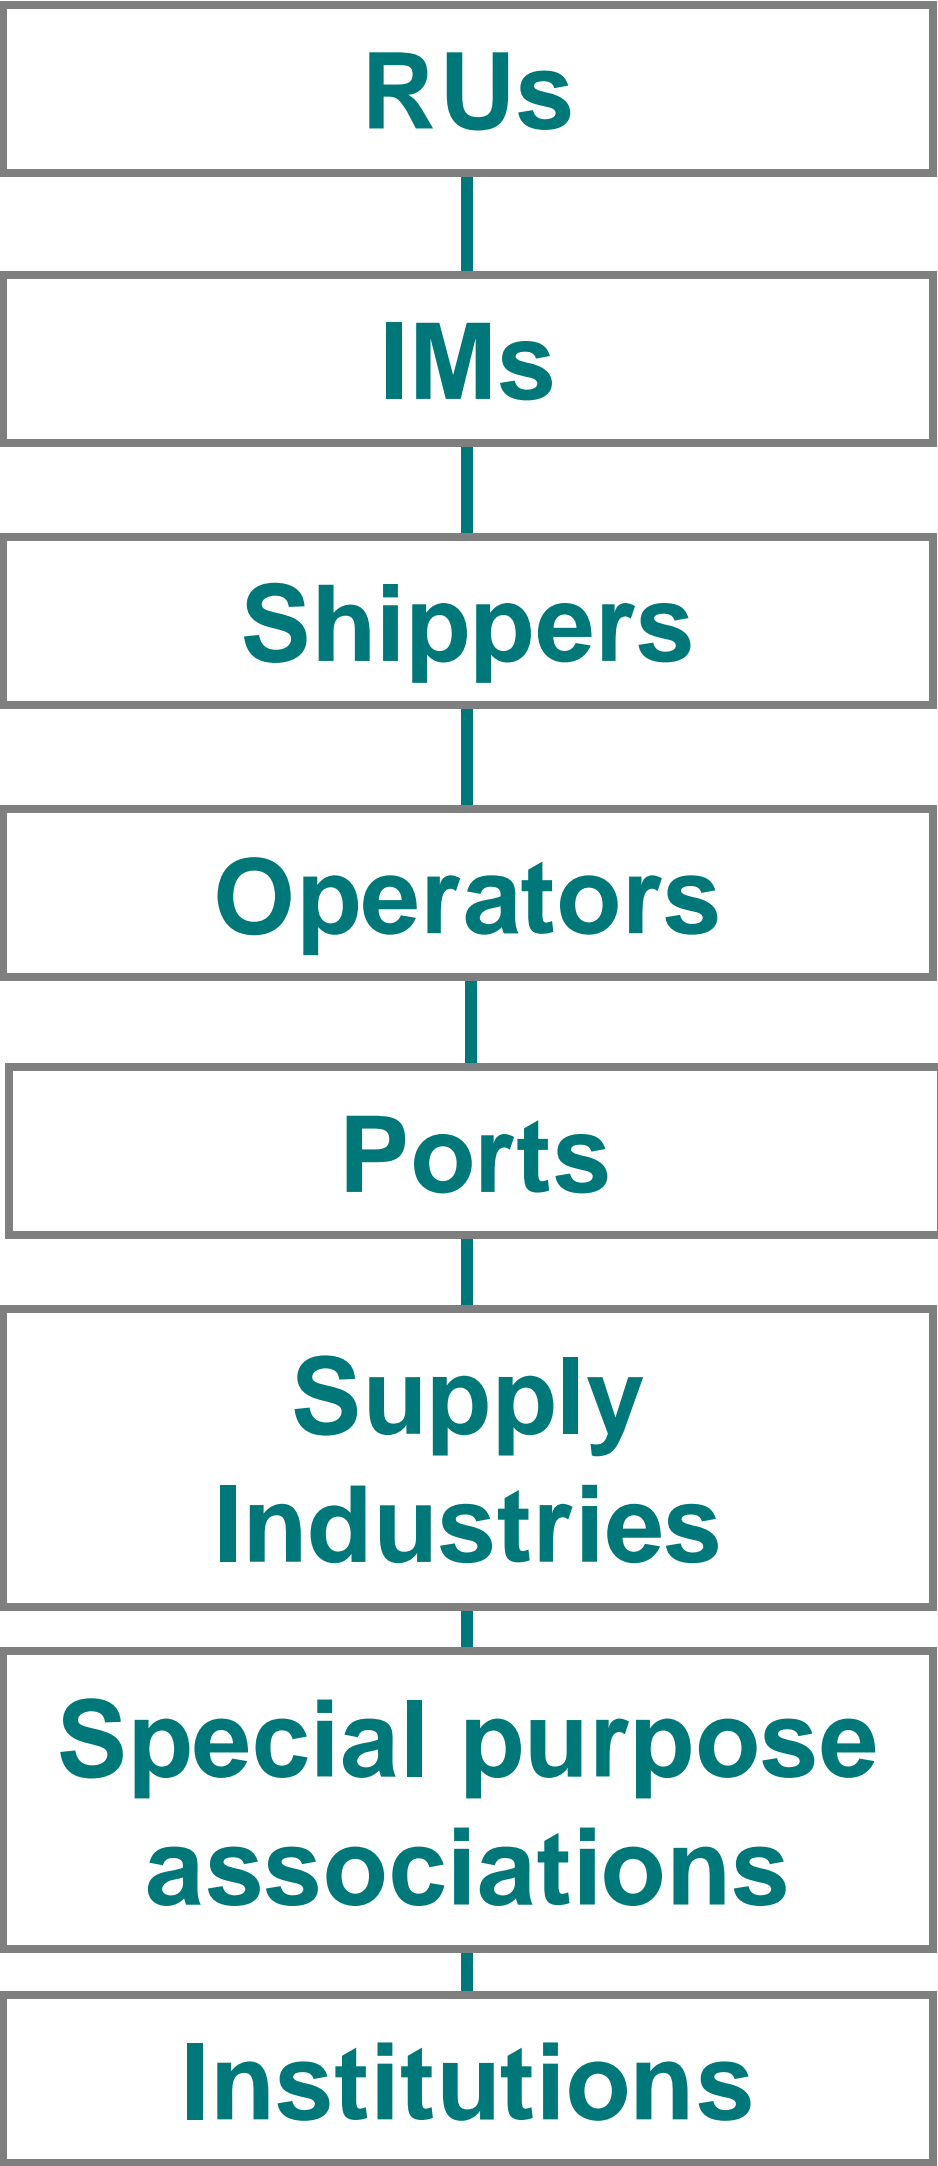 RUs
IMs
Shippers
Operators
Ports
Supply
Industries
Special purpose
associations
Institutions